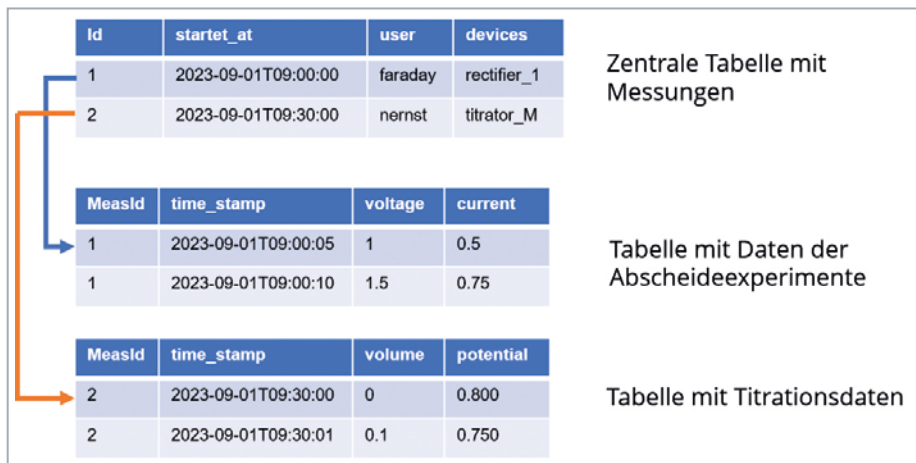 Id startet_at user devices
1 2023-09-01T09:00:00 faraday rectifier_1
2 2023-09-01T09:30:00 nernst titrator_M
Zentrale Tabelle mit
Messungen
MeasId time_stamp voltage current
1 2023-09-01T09:00:05 1 0.5
1 2023-09-01T09:00:10 1.5 0.75
Tabelle mit Daten der
Abscheideexperimente
MeasId time_stamp volume potential
2 2023-09-01T09:30:00 0 0.800
2 2023-09-01T09:30:01 0.1 0.750
Tabelle mit Titrationsdaten